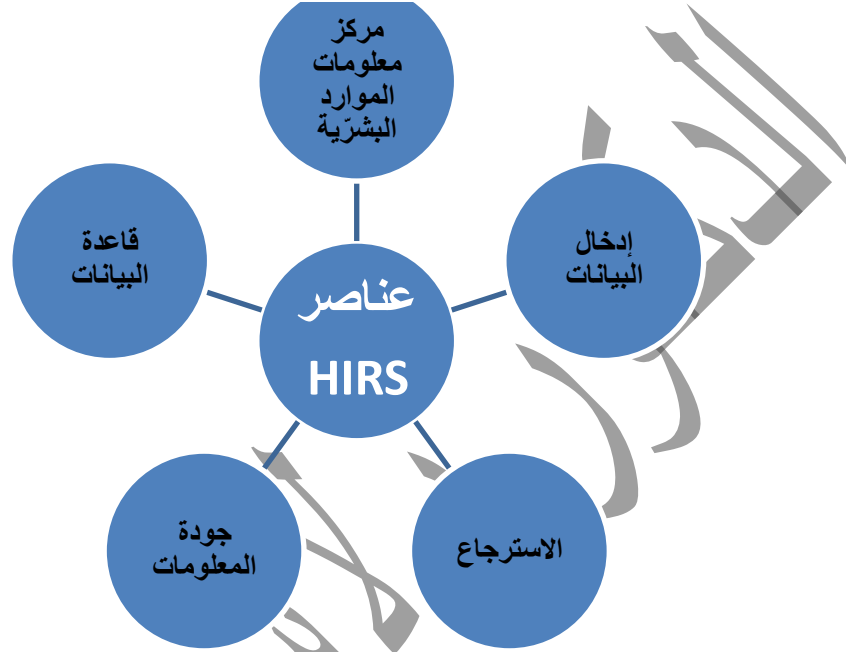 مركز
معلومات
الموارد
البشرّية
إدخال
البيانات
قاعدة
البيانات
عناصر
HIRS
الاسترجاع
جودة
المعلومات